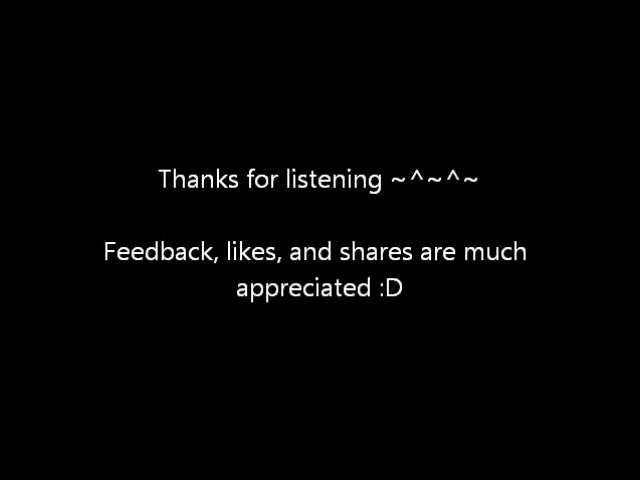 Thanks for listening ~^~^~
Feedback, likes, and shares are much
appreciated :D